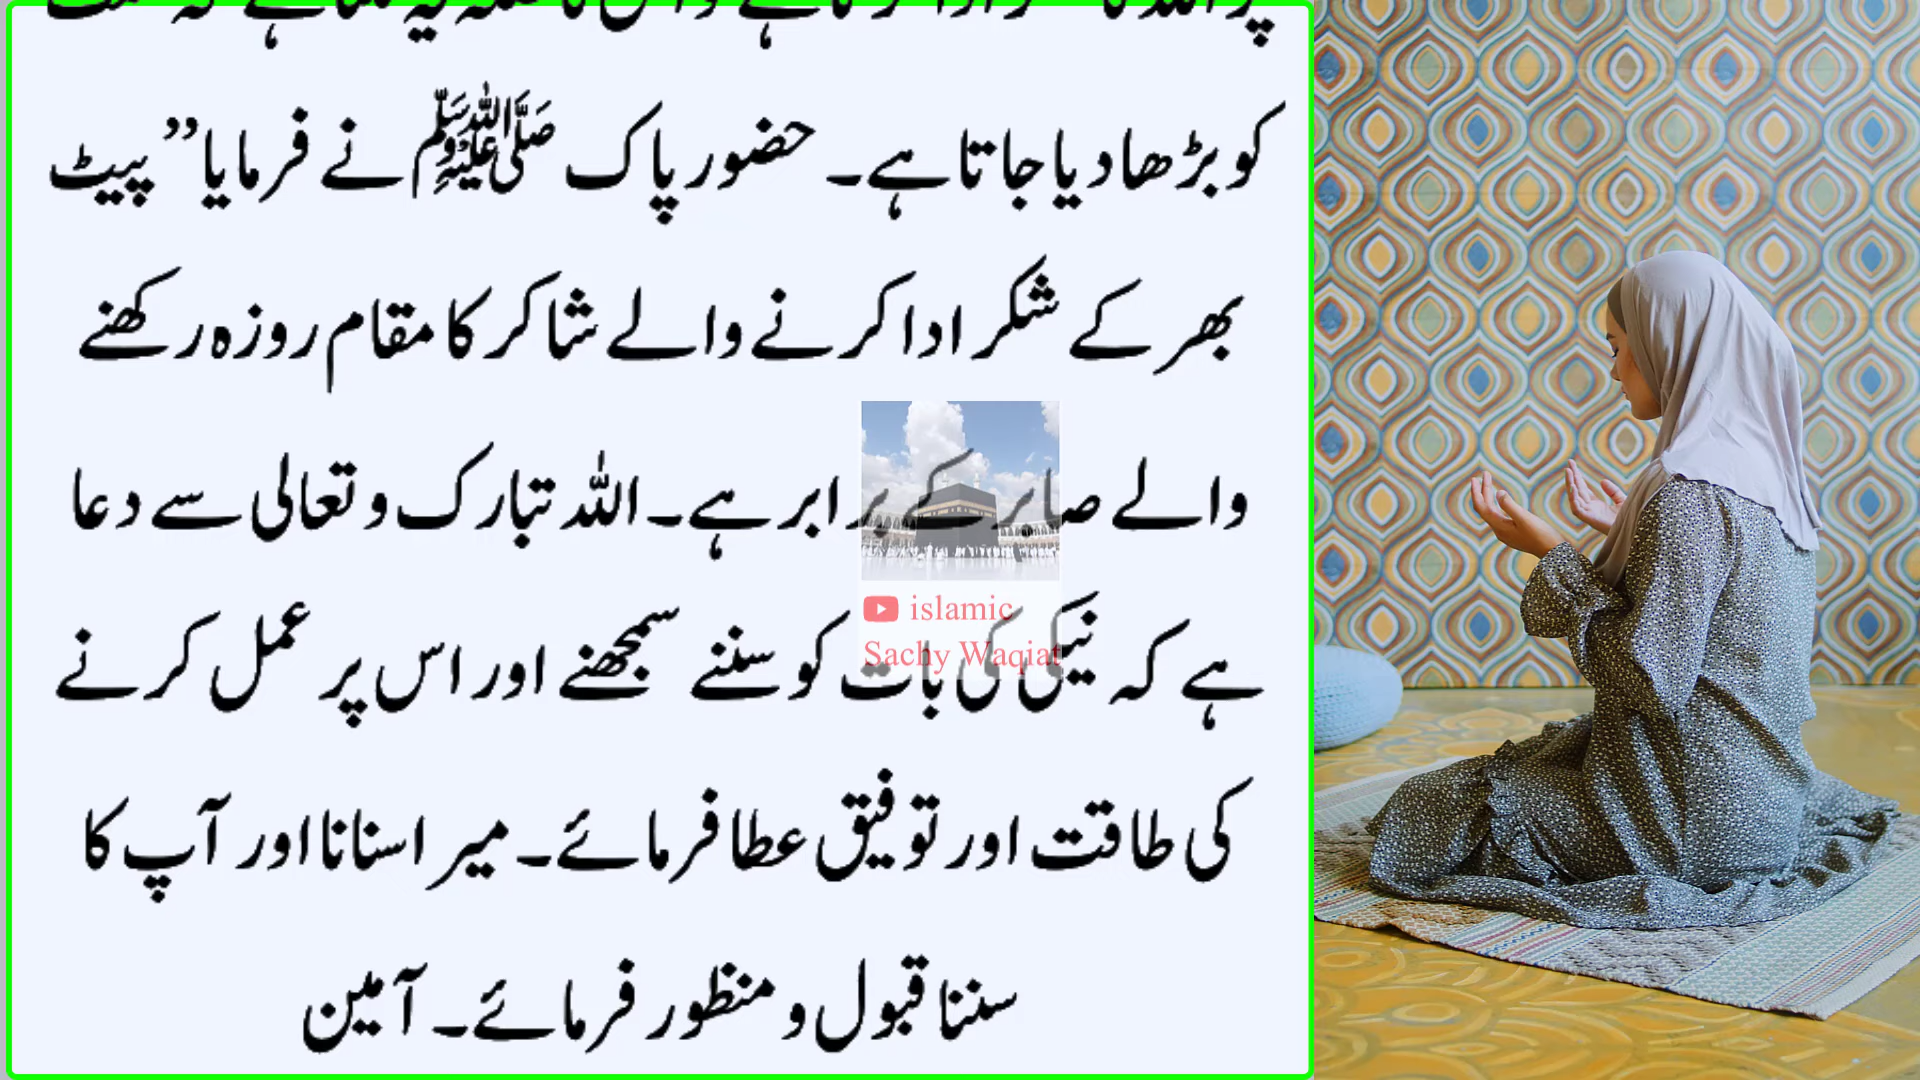 کو بڑھا دیا جاتا ہے۔ حضور پاک ﷺ نے فرمایا ”پیٹ
بھر کے شکر ادا کرنے والے شاکر کا مقام روزہ رکھنے
والے صابر کے برابر ہے۔ اللہ تبارک و تعالی سے دعا
ہے کہ نیکی کی بات کو سننے سمجھنے اور اس پر عمل کرنے
کی طاقت اور توفیق عطا فرمائے۔ میرا سنانا اور آپ کا
سننا قبول و منظور فرمائے۔ آمین
islamic
Sachy Waqiat